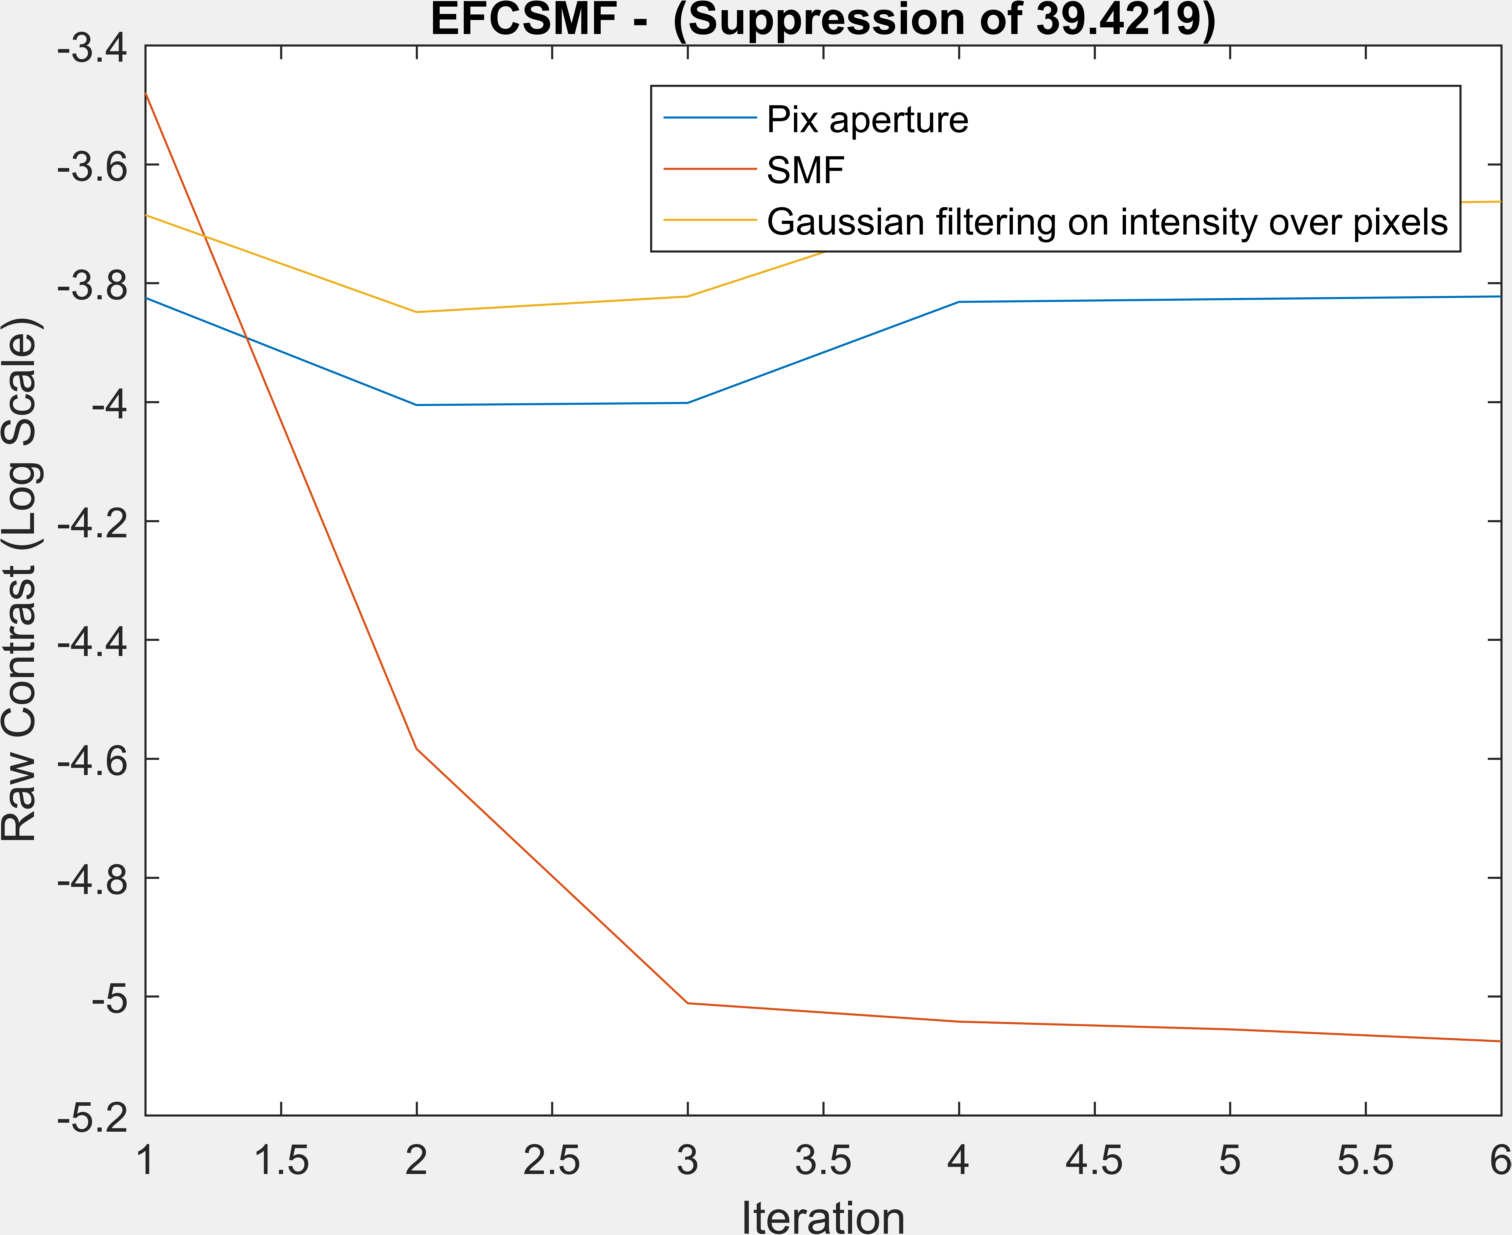 EFCSMF -  (Suppression of 39.4219)
-3.4
-3.6
-3.8
-4
-4.2
-4.4
-4.6
-4.8
-5
-5.2
Raw Contrast (Log Scale)
Pix aperture
SMF
Gaussian filtering on intensity over pixels
1 1.5 2 2.5 3 3.5 4 4.5 5 5.5 6
Iteration